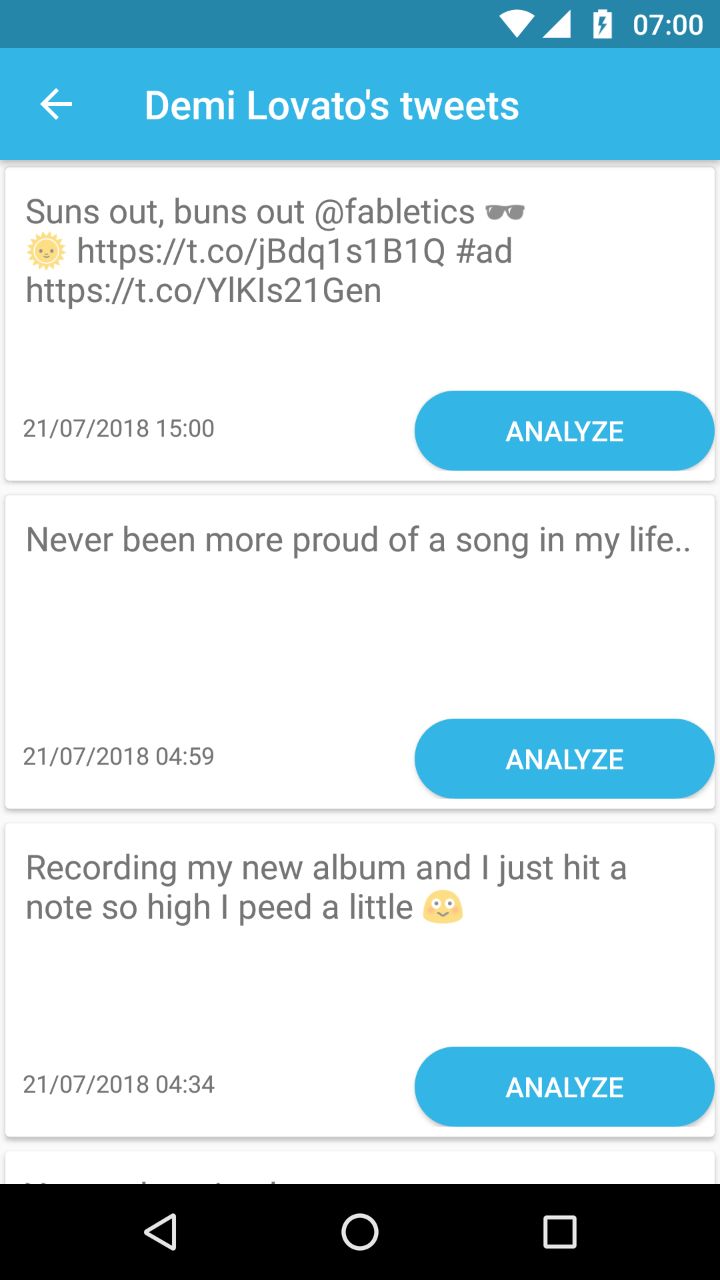 07:00
Demi Lovato's tweets
Suns out, buns out @fabletics 🕶️
🌞 https://t.co/jBdq1s1B1Q #ad
https://t.co/YlKIs21Gen
21/07/2018 15:00
ANALYZE
Never been more proud of a song in my life..
21/07/2018 04:59
ANALYZE
Recording my new album and I just hit a
note so high I peed a little 😳
21/07/2018 04:34
ANALYZE